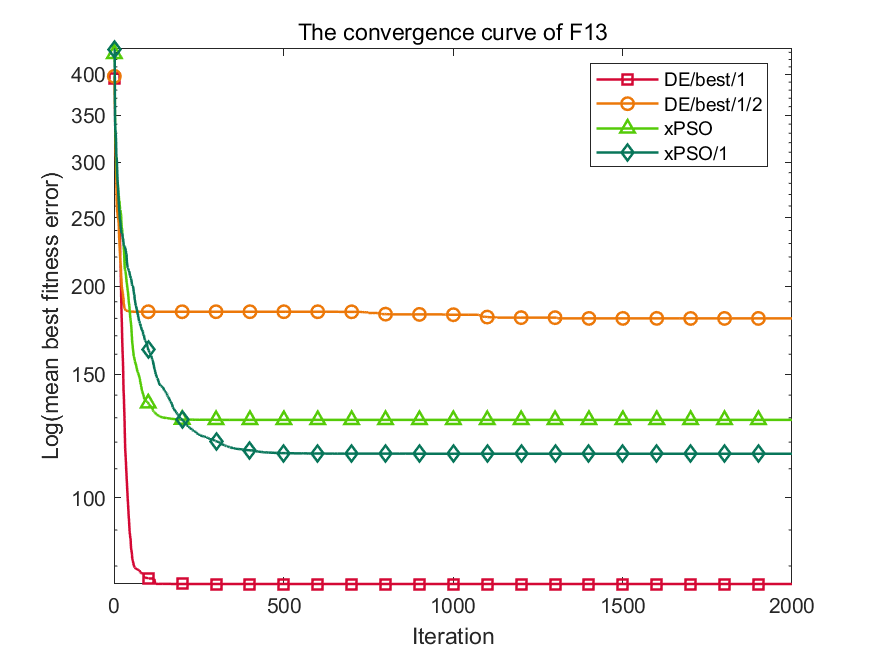 The convergence curve of F13
Log(mean best fitness error)
400
350
300
250
200
150
100
0
500
1000
1500
2000
Iteration
DE/best/1
DE/best/1/2
xPSO
xPSO/1